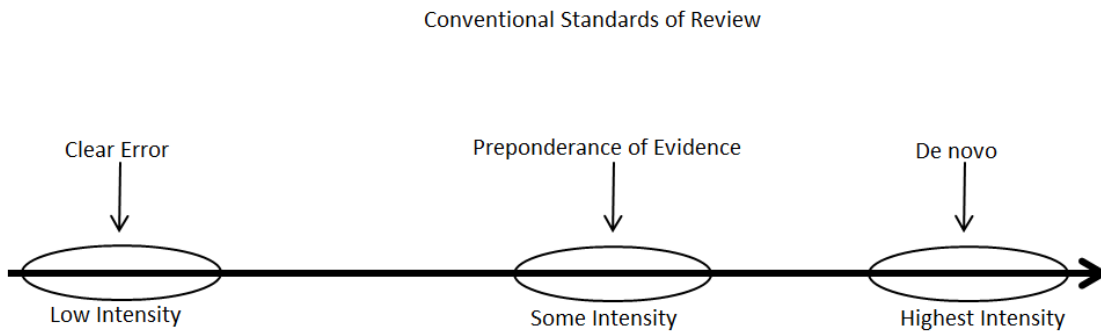 Conventional Standards of Review
Clear Error
Preponderance of Evidence
De novo
Low Intensity
Some Intensity
Highest Intensity